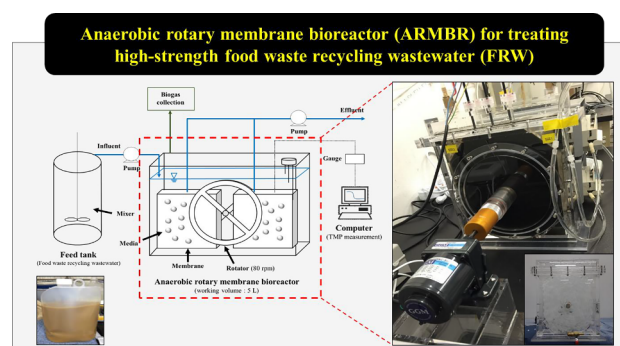 Anaerobic rotary membrane bioreactor (ARMBR) for treating
high-strength food waste recycling wastewater (FRW)
Biogas
collection
Effluent
Pump
Influent
Pump
Gauge
Mixer
Computer
(TMP measurement)
Feed tank
(Food waste recycling wastewater)
Media
Membrane
Rotator (80 rpm)
Anaerobic rotary membrane bioreactor
(working volume : 5 L)
GGM